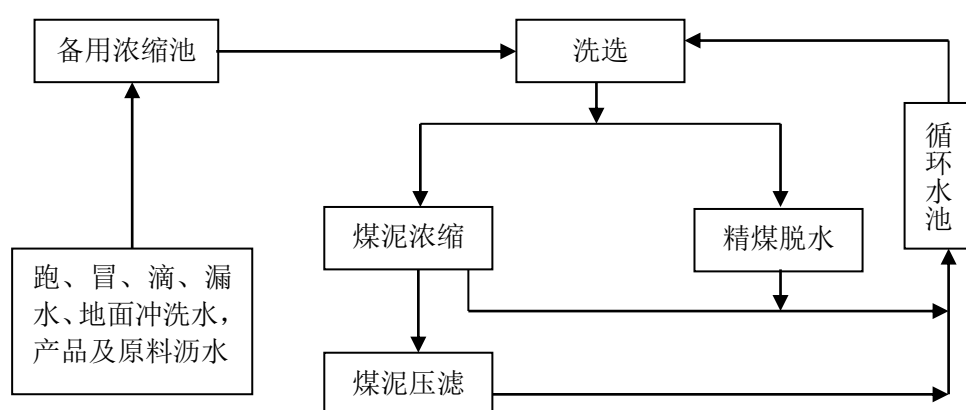 备用浓缩池
洗选
循环水池
煤泥浓缩
精煤脱水
跑、冒、滴、漏
水、地面冲洗水，
产品及原料沥水
煤泥压滤